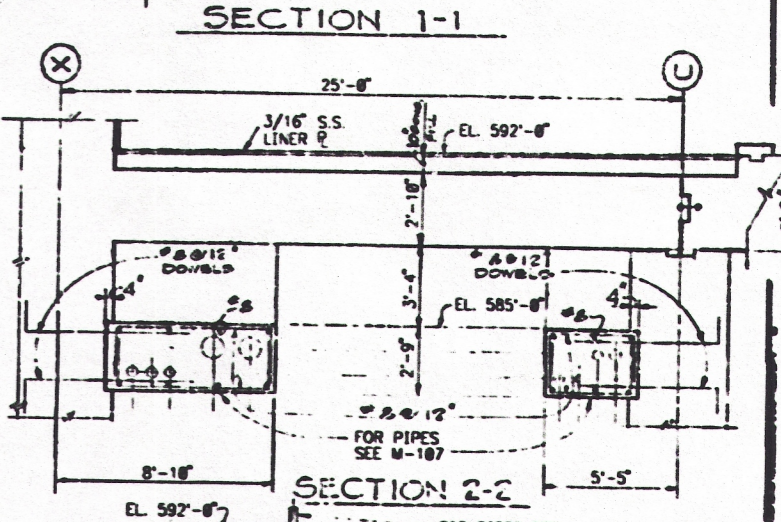 SECTION 1-1
X
U
25'-0"
3/16" S.S.
LINER PL
EL. 592'-0"
2'-10"
#8@12"
DOWELS
#8@12"
DOWELS
4"
4"
3'-4"
EL. 585'-0"
#8
#8
2'-9"
#8@12"
FOR PIPES
SEE M-107
8'-10"
5'-5"
SECTION 2-2
EL. 592'-0"